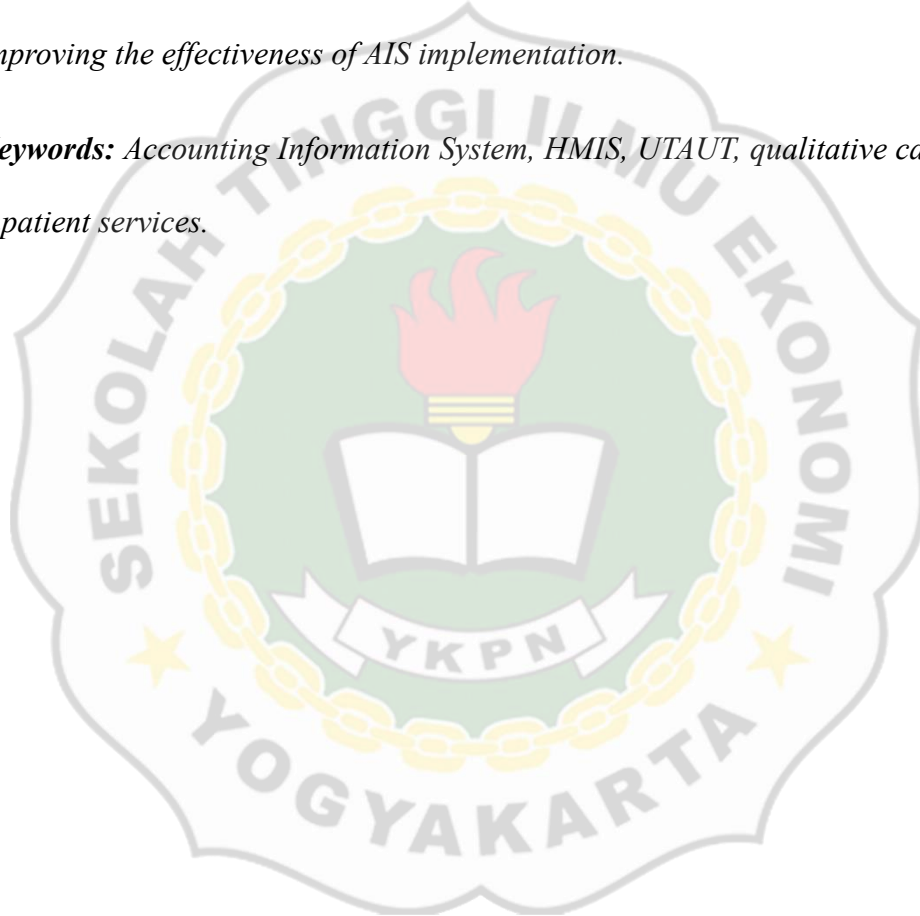 mproving the effectiveness of AIS implementation.
eywords: Accounting Information System, HMIS, UTAUT, qualitative ca
patient services.
SEKOLAH TINGGI ILMU EKONOMI
YKPN
YOGYAKARTA